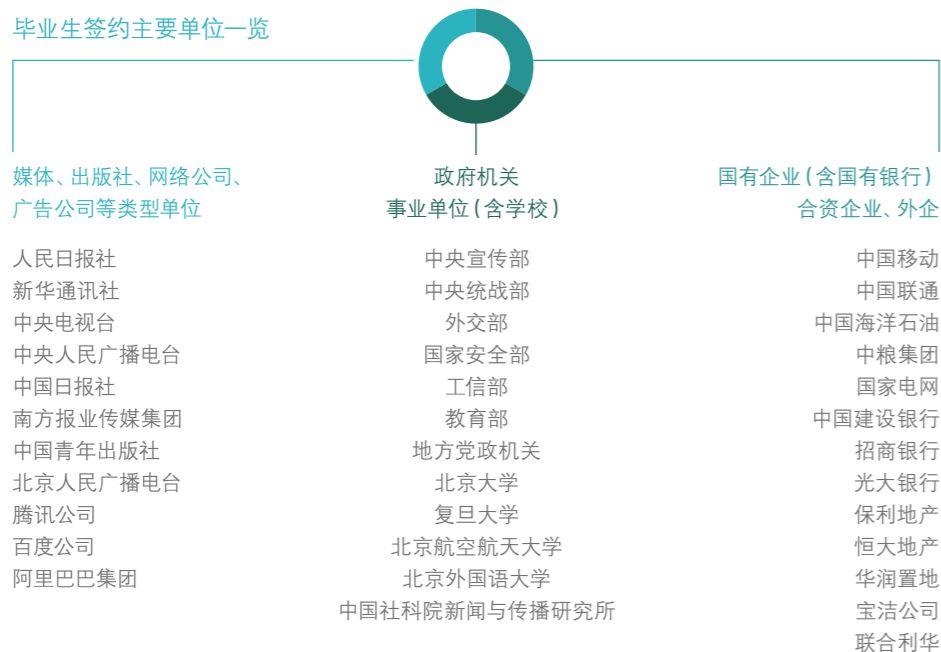 毕业生签约主要单位一览
媒体、出版社、网络公司、
广告公司等类型单位
人民日报社
新华通讯社
中央电视台
中央人民广播电台
中国日报社
南方报业传媒集团
中国青年出版社
北京人民广播电台
腾讯公司
百度公司
阿里巴巴集团
政府机关
事业单位(含学校)
中央宣传部
中央统战部
外交部
国家安全部
工信部
教育部
地方党政机关
北京大学
复旦大学
北京航空航天大学
北京外国语大学
中国社科院新闻与传播研究所
国有企业(含国有银行)
合资企业、外企
中国移动
中国联通
中国海洋石油
中粮集团
国家电网
中国建设银行
招商银行
光大银行
保利地产
恒大地产
华润置地
宝洁公司
联合利华